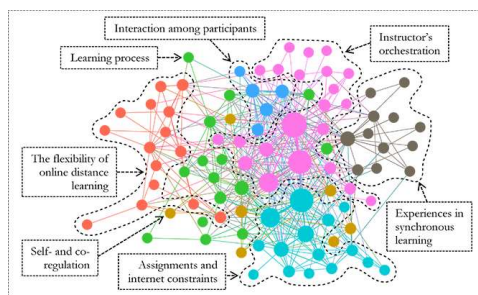 Interaction among participants
Learning process
Instructor's
orchestration
The flexibility of
online distance
learning
Self- and co-
regulation
Assignments and
internet constraints
Experiences in
synchronous
learning